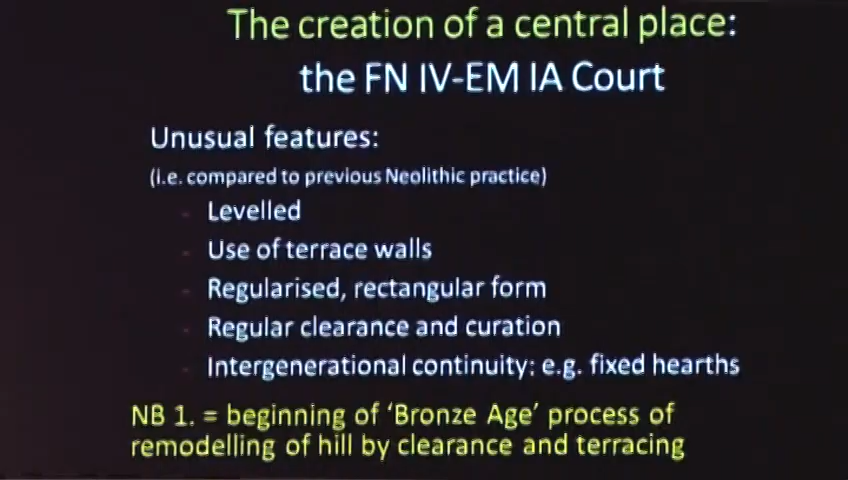 The creation of a central place:
the FN IV-EM IA Court
Unusual features:
(i.e. compared to previous Neolithic practice)
- Levelled
- Use of terrace walls
- Regularised, rectangular form
- Regular clearance and curation
- Intergenerational continuity: e.g. fixed hearths
NB 1. = beginning of 'Bronze Age' process of
remodelling of hill by clearance and terracing